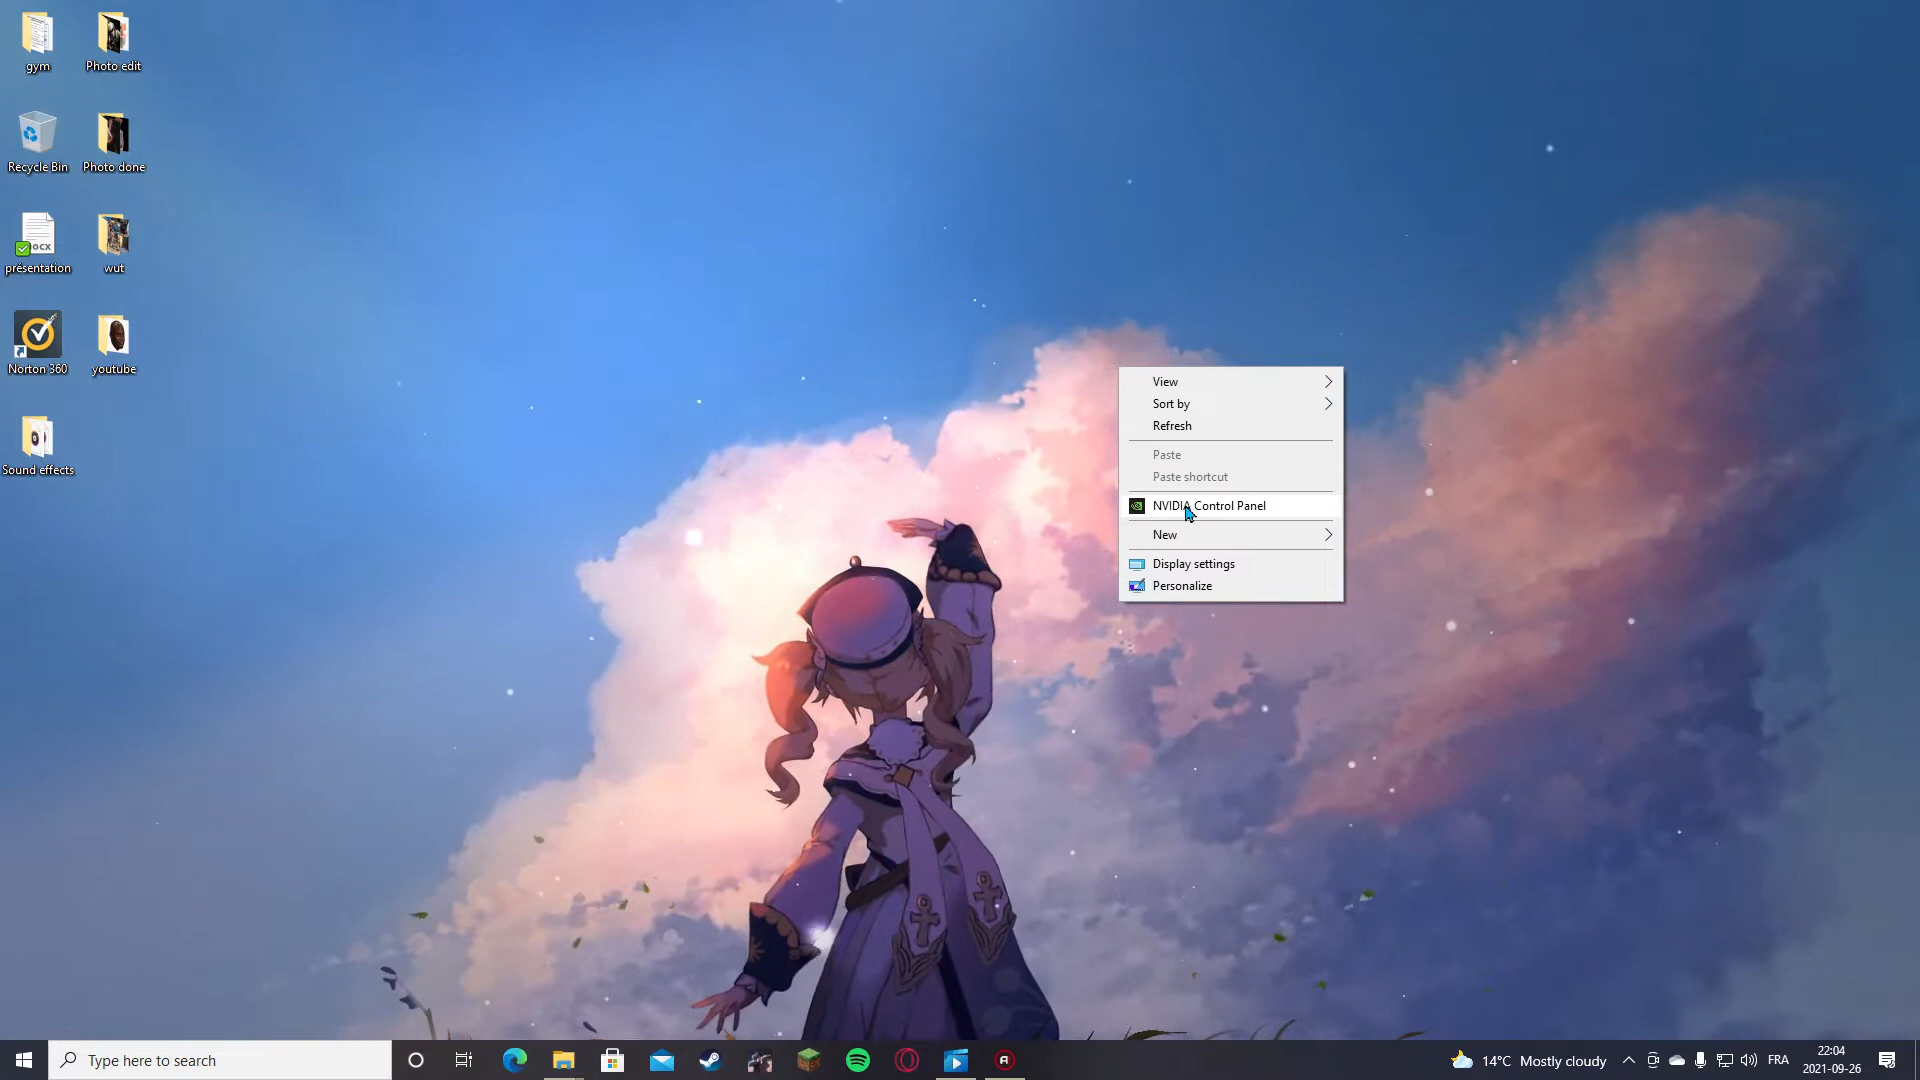 gym
Photo edit
Recycle Bin
Photo done
présentation
wut
Norton 360
youtube
Sound effects
View
Sort by
Refresh
Paste
Paste shortcut
NVIDIA Control Panel
New
Display settings
Personalize
Type here to search
14°C Mostly cloudy
FRA
22:04
2021-09-26